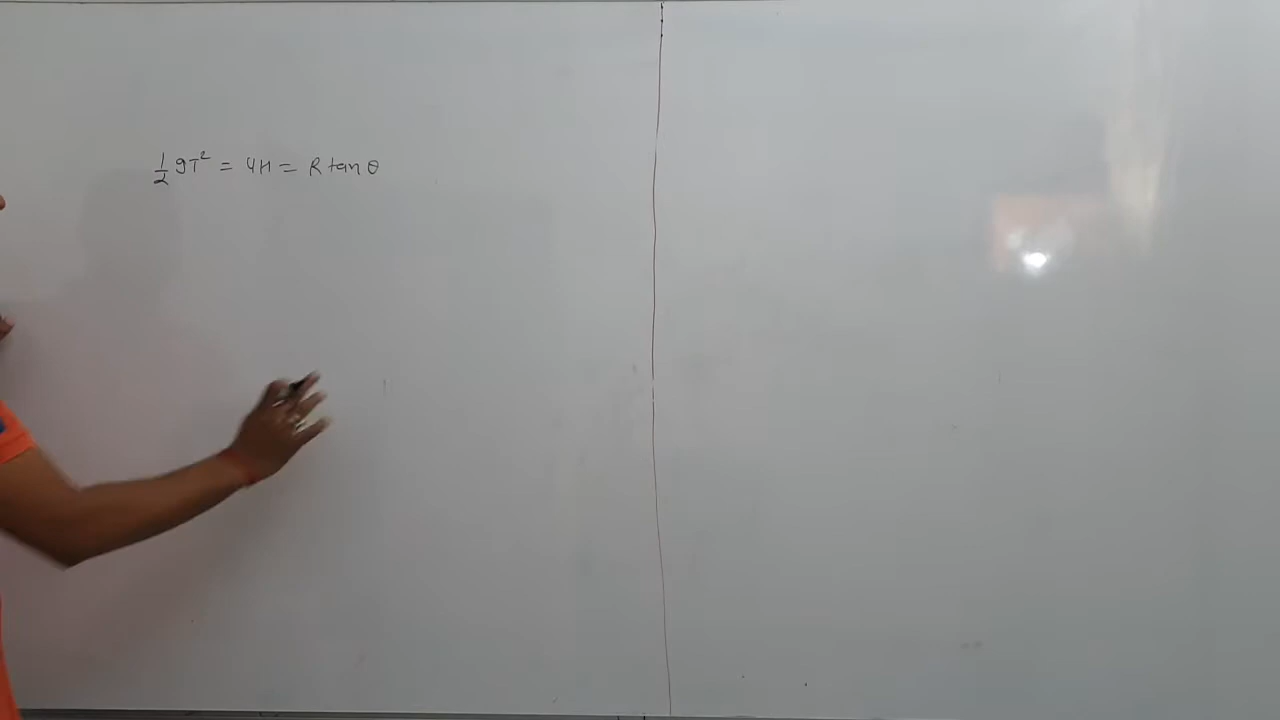 ½ gT² = 4H = R tan θ